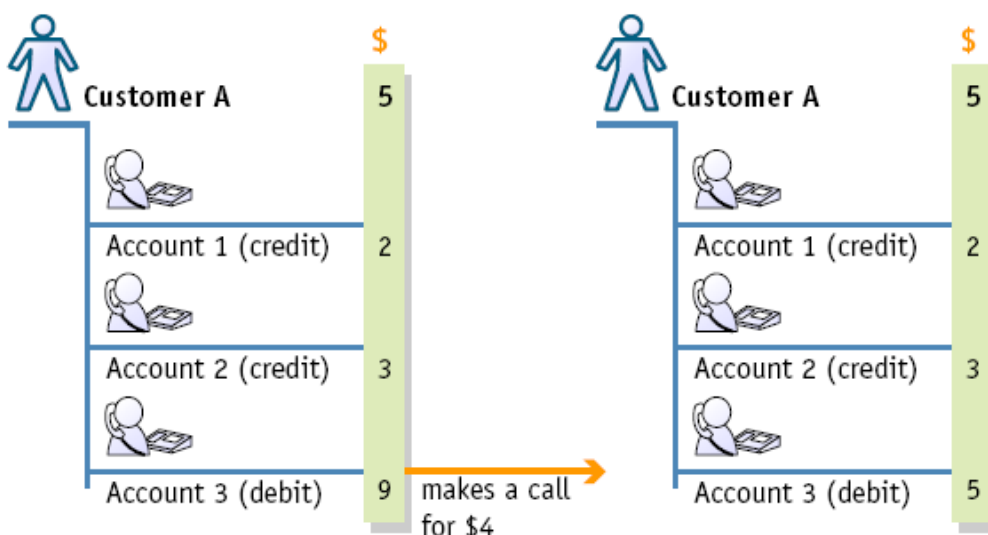 $
Customer A 5
Account 1 (credit) 2
Account 2 (credit) 3
Account 3 (debit) 9
makes a call
for $4
$
Customer A 5
Account 1 (credit) 2
Account 2 (credit) 3
Account 3 (debit) 5